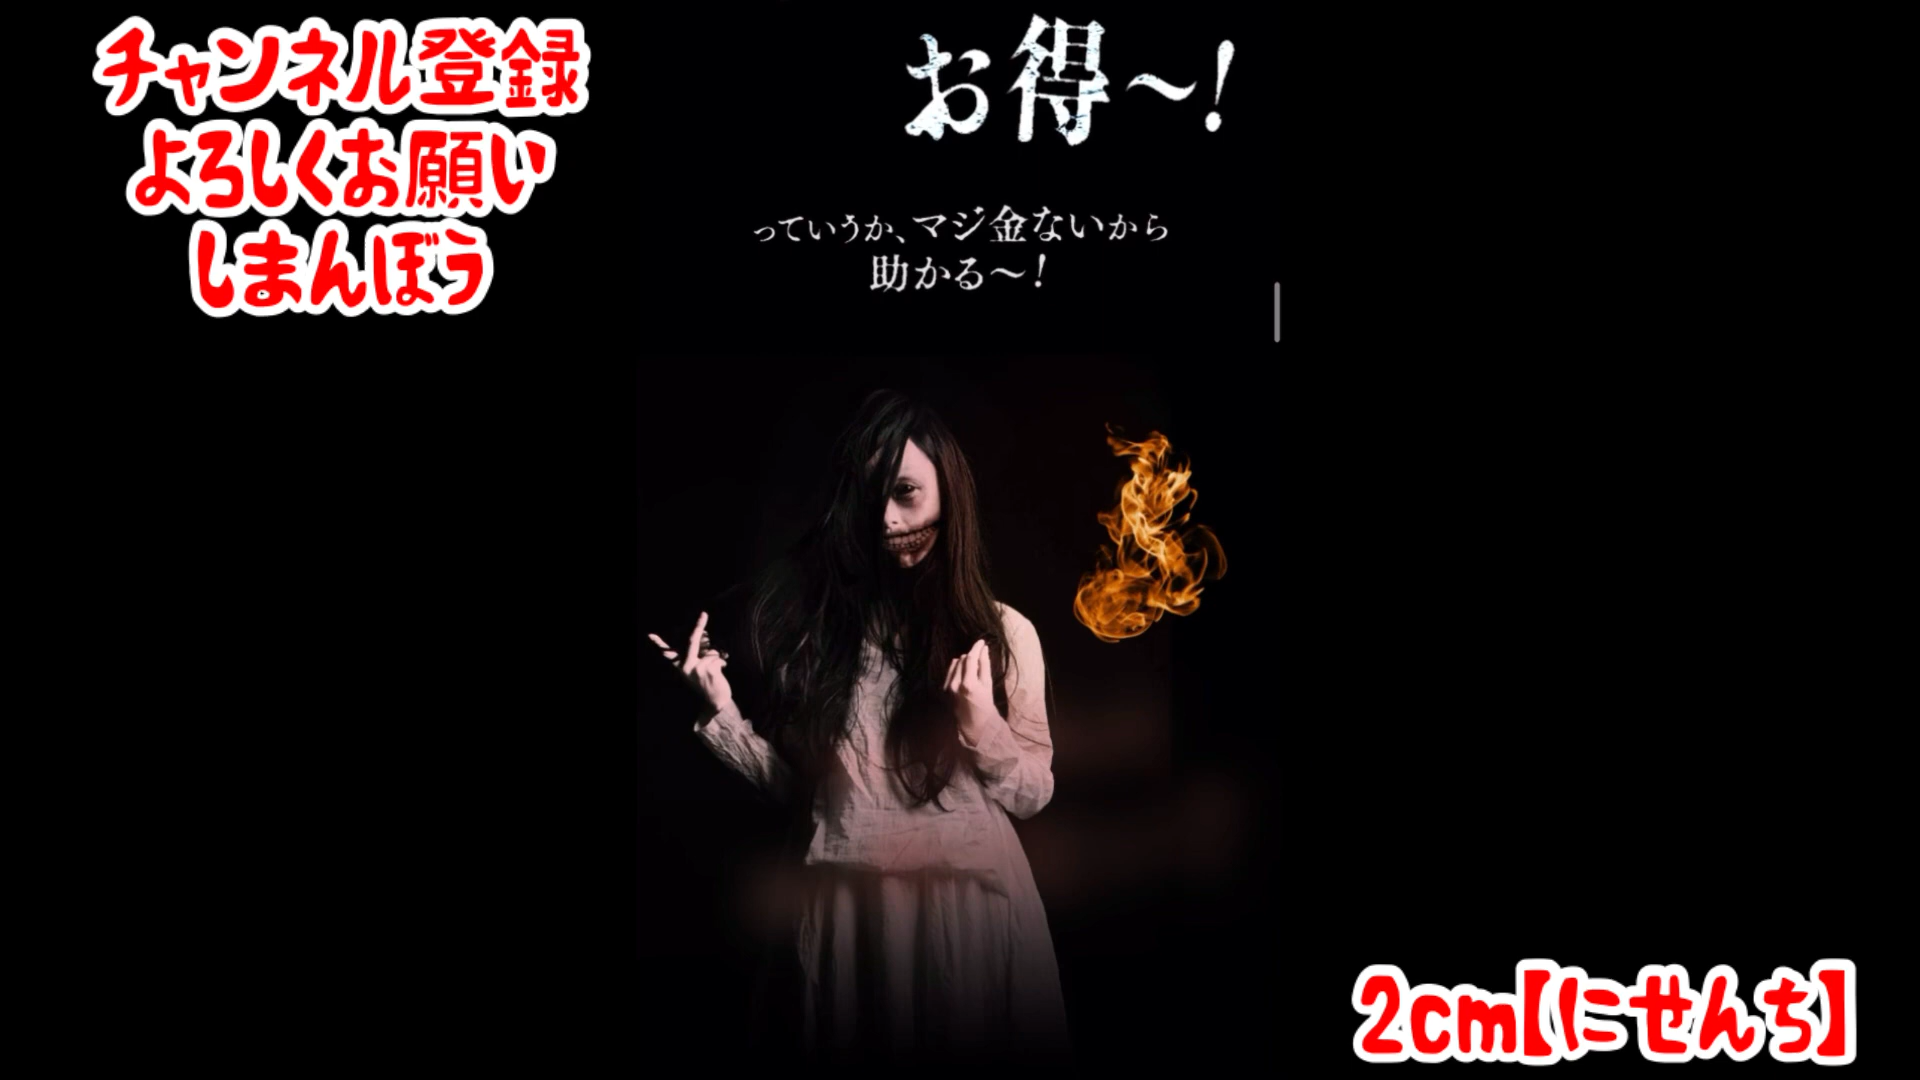 チャンネル登録
よろしくお願い
しまんぼう
お得～!
っていうか、マジ金ないから
助かる～!
2cm【にせんち】